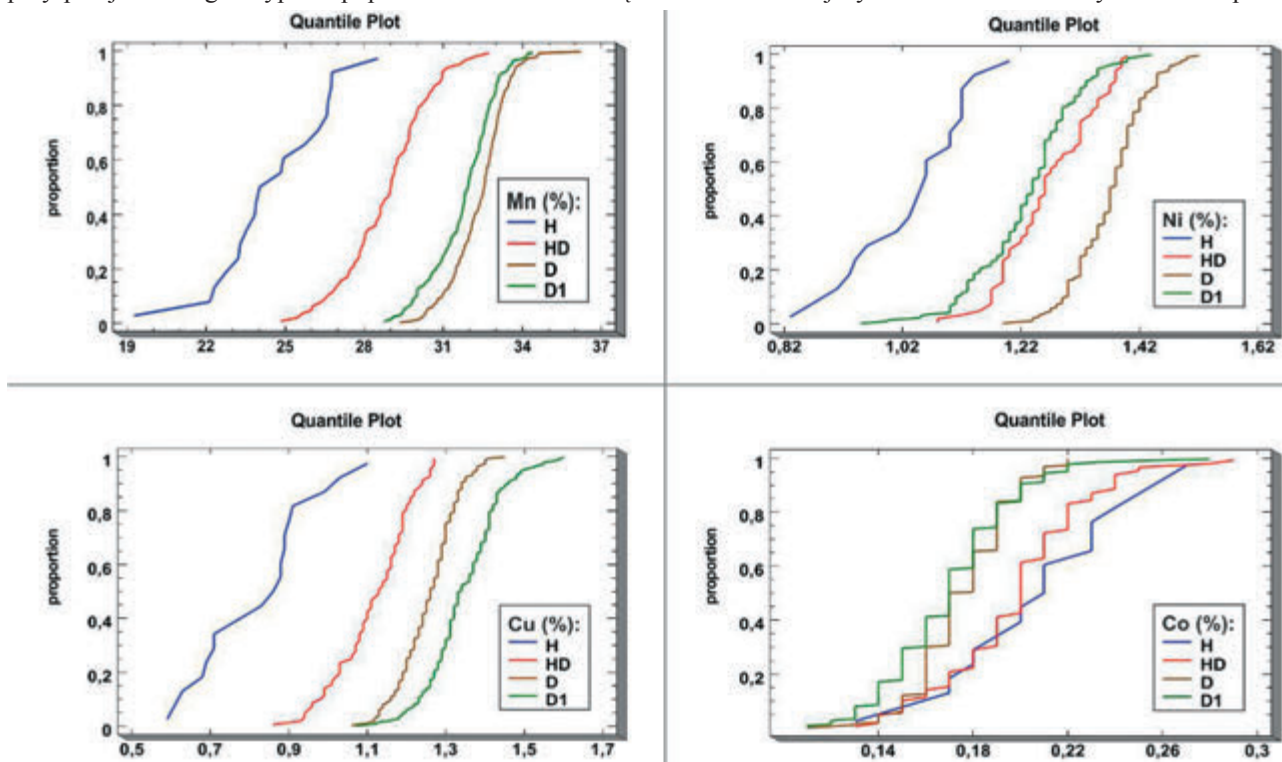 Quantile Plot
1
0,8
0,6
0,4
0,2
0
proportion
Mn (%):
H
HD
D
D1
19 22 25 28 31 34 37
Quantile Plot
1
0,8
0,6
0,4
0,2
0
proportion
Ni (%):
H
HD
D
D1
0,82 1,02 1,22 1,42 1,62
Quantile Plot
1
0,8
0,6
0,4
0,2
0
proportion
Cu (%):
H
HD
D
D1
0,5 0,7 0,9 1,1 1,3 1,5 1,7
Quantile Plot
1
0,8
0,6
0,4
0,2
proportion
Co (%):
H
HD
D
D1
0,14 0,18 0,22 0,26 0,3